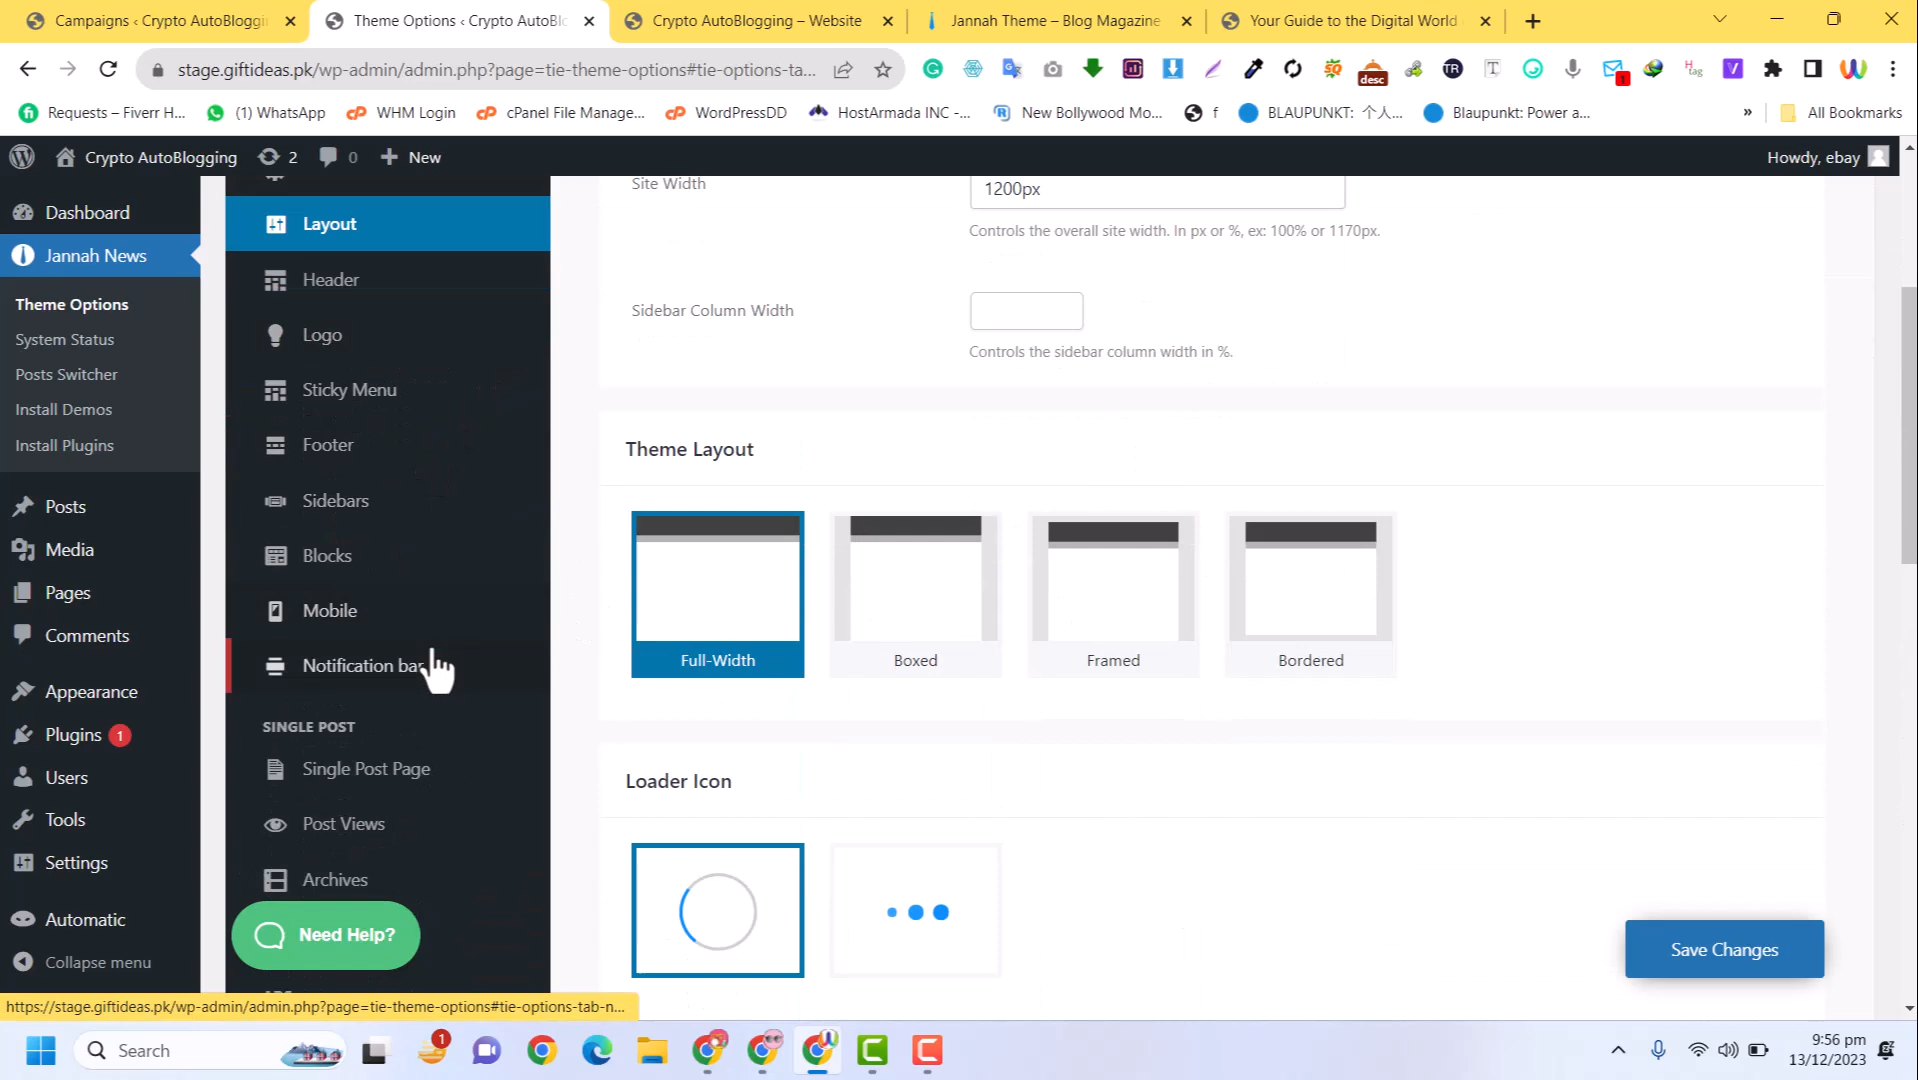 Campaigns ‹ Crypto AutoBloggi
Theme Options ‹ Crypto AutoBl
Crypto AutoBlogging – Website
Jannah Theme – Blog Magazine
Your Guide to the Digital World
stage.giftideas.pk/wp-admin/admin.php?page=tie-theme-options#tie-options-ta...
desc
TR
Requests – Fiverr H...
(1) WhatsApp
WHM Login
cPanel File Manage...
WordPressDD
HostArmada INC -...
New Bollywood Mo...
f
BLAUPUNKT: 个人...
Blaupunkt: Power a...
»
All Bookmarks
Crypto AutoBlogging
2
0
New
Howdy, ebay
Dashboard
Jannah News
Theme Options
System Status
Posts Switcher
Install Demos
Install Plugins
Posts
Media
Pages
Comments
Appearance
Plugins 1
Users
Tools
Settings
Automatic
Collapse menu
Layout
Header
Logo
Sticky Menu
Footer
Sidebars
Blocks
Mobile
Notification bar
SINGLE POST
Single Post Page
Post Views
Archives
Need Help?
Site Width
1200px
Controls the overall site width. In px or %, ex: 100% or 1170px.
Sidebar Column Width
Controls the sidebar column width in %.
Theme Layout
Full-Width
Boxed
Framed
Bordered
Loader Icon
Save Changes
https://stage.giftideas.pk/wp-admin/admin.php?page=tie-theme-options#tie-options-tab-n...
Search
1
9:56 pm
13/12/2023